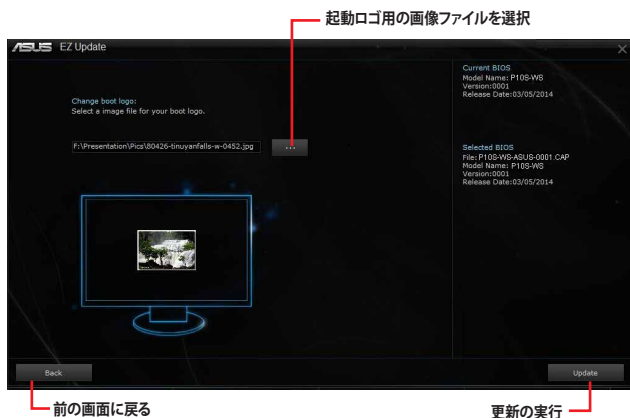 起動ロゴ用の画像ファイルを選択
ASUS EZ Update
Change boot logo:
Select a image file for your boot logo.
F:\Presentation\Pics\80426-tinuyanfalls-w-0452.jpg
...
Current BIOS
Model Name: P10S-WS
Version:0001
Release Date:03/05/2014
Selected BIOS
File: P10S-WS-ASUS-0001.CAP
Model Name: P10S-WS
Version:0001
Release Date:03/05/2014
Back
Update
前の画面に戻る
更新の実行